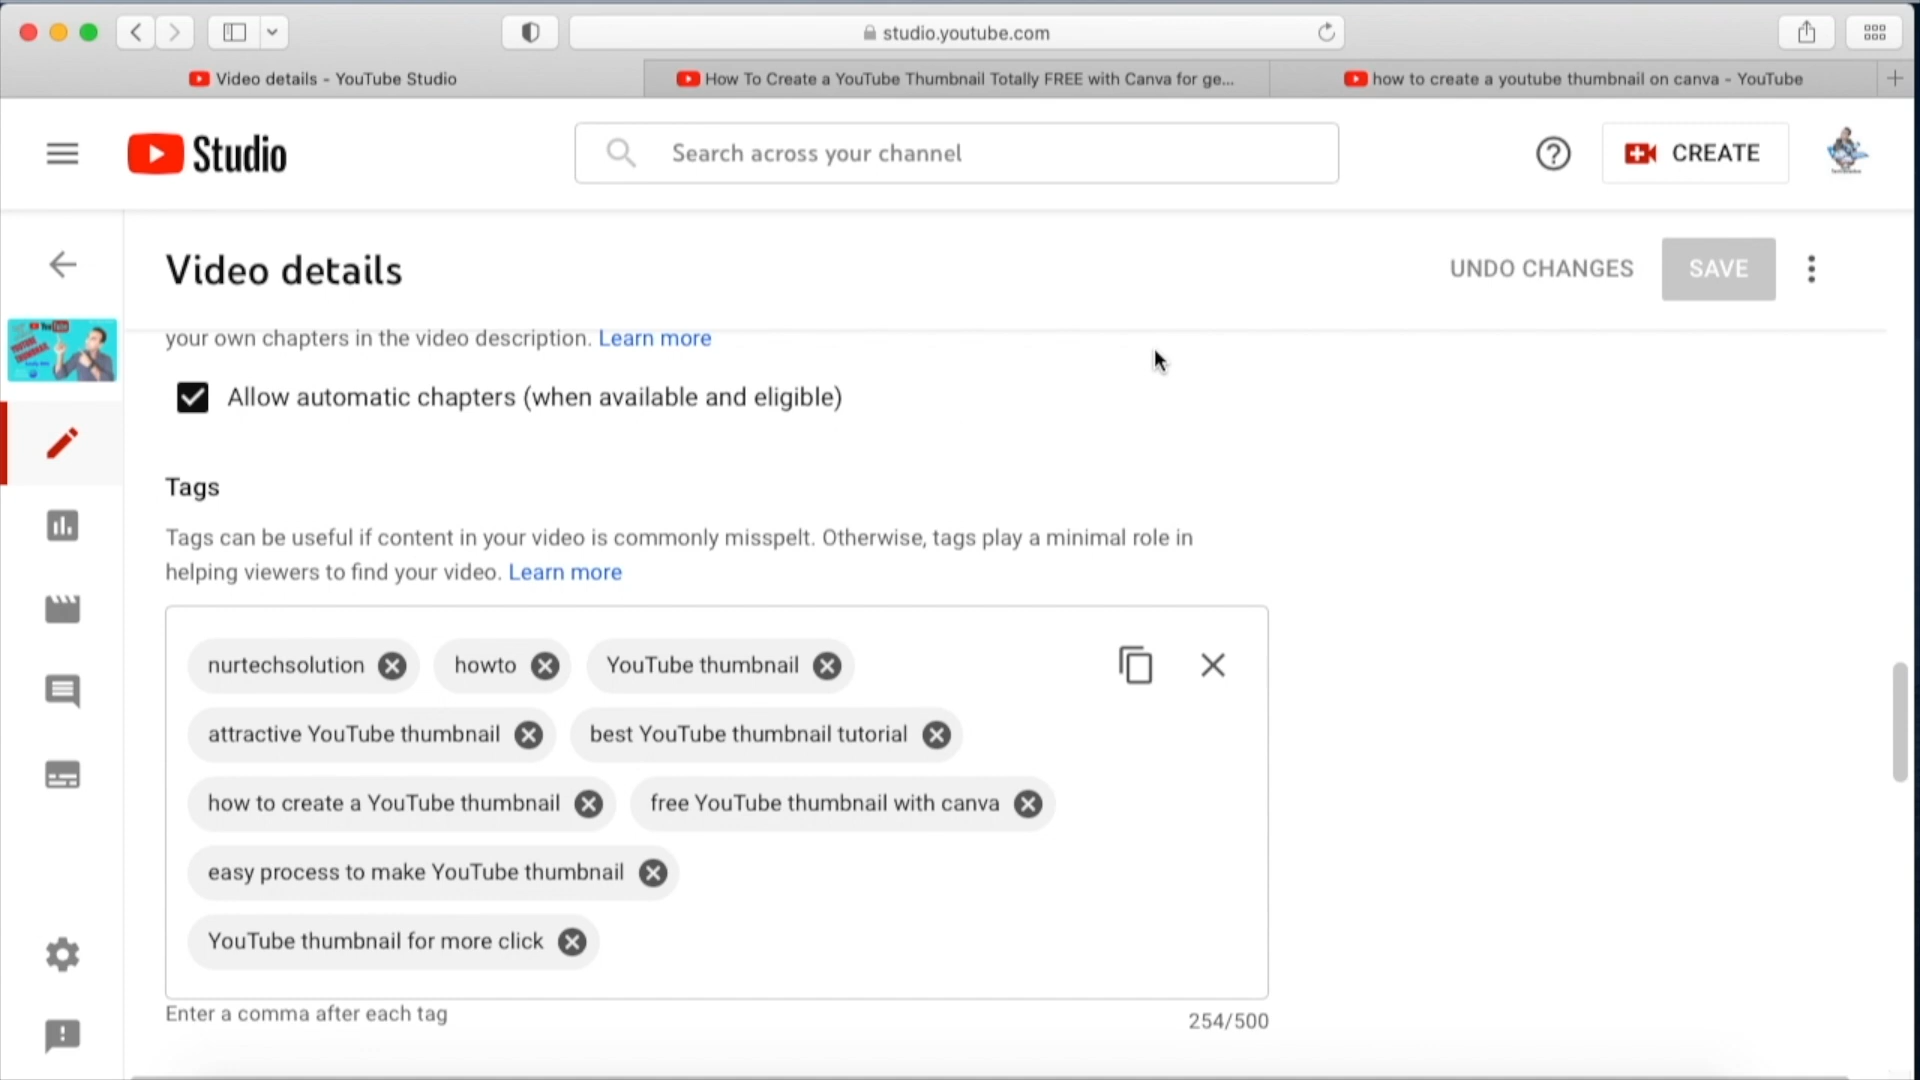 studio.youtube.com
Video details - YouTube Studio
How To Create a YouTube Thumbnail Totally FREE with Canva for ge...
how to create a youtube thumbnail on canva - YouTube
Studio
Search across your channel
CREATE
Video details
UNDO CHANGES
SAVE
your own chapters in the video description. Learn more
Allow automatic chapters (when available and eligible)
Tags
Tags can be useful if content in your video is commonly misspelt. Otherwise, tags play a minimal role in
helping viewers to find your video. Learn more
nurtechsolution
howto
YouTube thumbnail
attractive YouTube thumbnail
best YouTube thumbnail tutorial
how to create a YouTube thumbnail
free YouTube thumbnail with canva
easy process to make YouTube thumbnail
YouTube thumbnail for more click
Enter a comma after each tag
254/500